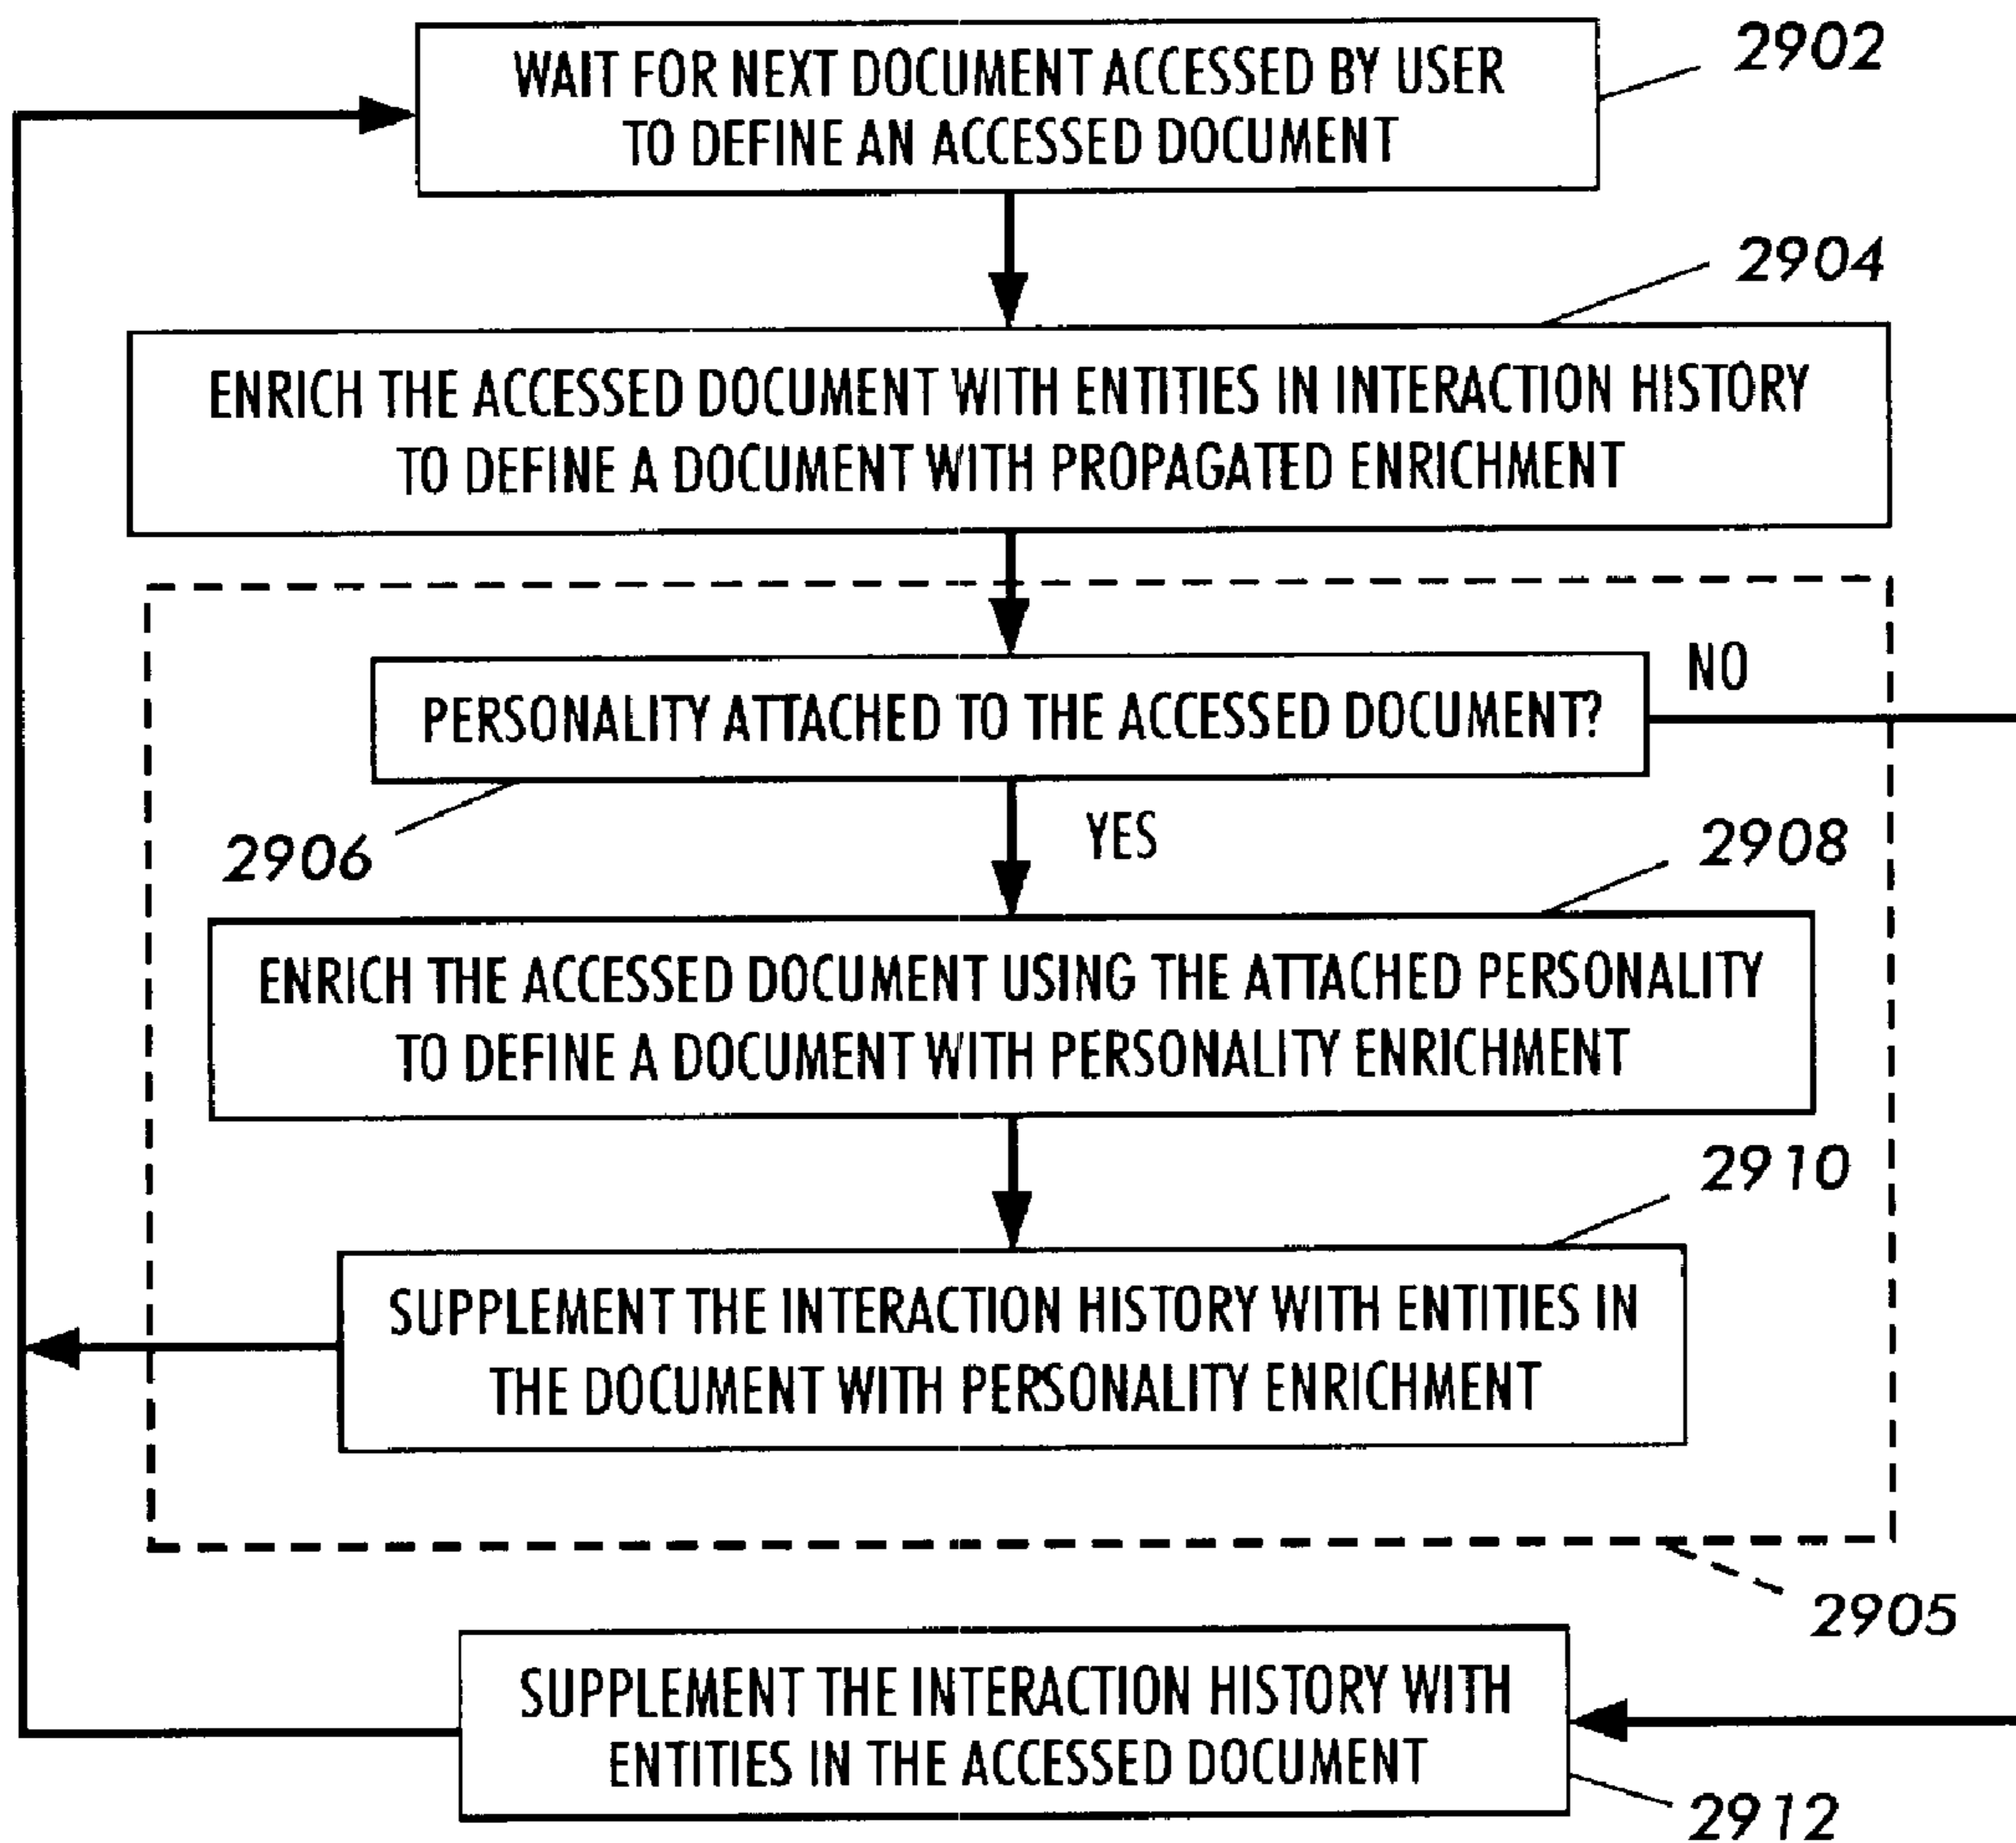 WAIT FOR NEXT DOCUMENT ACCESSED BY USER
TO DEFINE AN ACCESSED DOCUMENT
2902
2904
ENRICH THE ACCESSED DOCUMENT WITH ENTITIES IN INTERACTION HISTORY
TO DEFINE A DOCUMENT WITH PROPAGATED ENRICHMENT
NO
PERSONALITY ATTACHED TO THE ACCESSED DOCUMENT?
2906
YES
2908
ENRICH THE ACCESSED DOCUMENT USING THE ATTACHED PERSONALITY
TO DEFINE A DOCUMENT WITH PERSONALITY ENRICHMENT
2910
SUPPLEMENT THE INTERACTION HISTORY WITH ENTITIES IN
THE DOCUMENT WITH PERSONALITY ENRICHMENT
2905
SUPPLEMENT THE INTERACTION HISTORY WITH
ENTITIES IN THE ACCESSED DOCUMENT
2912